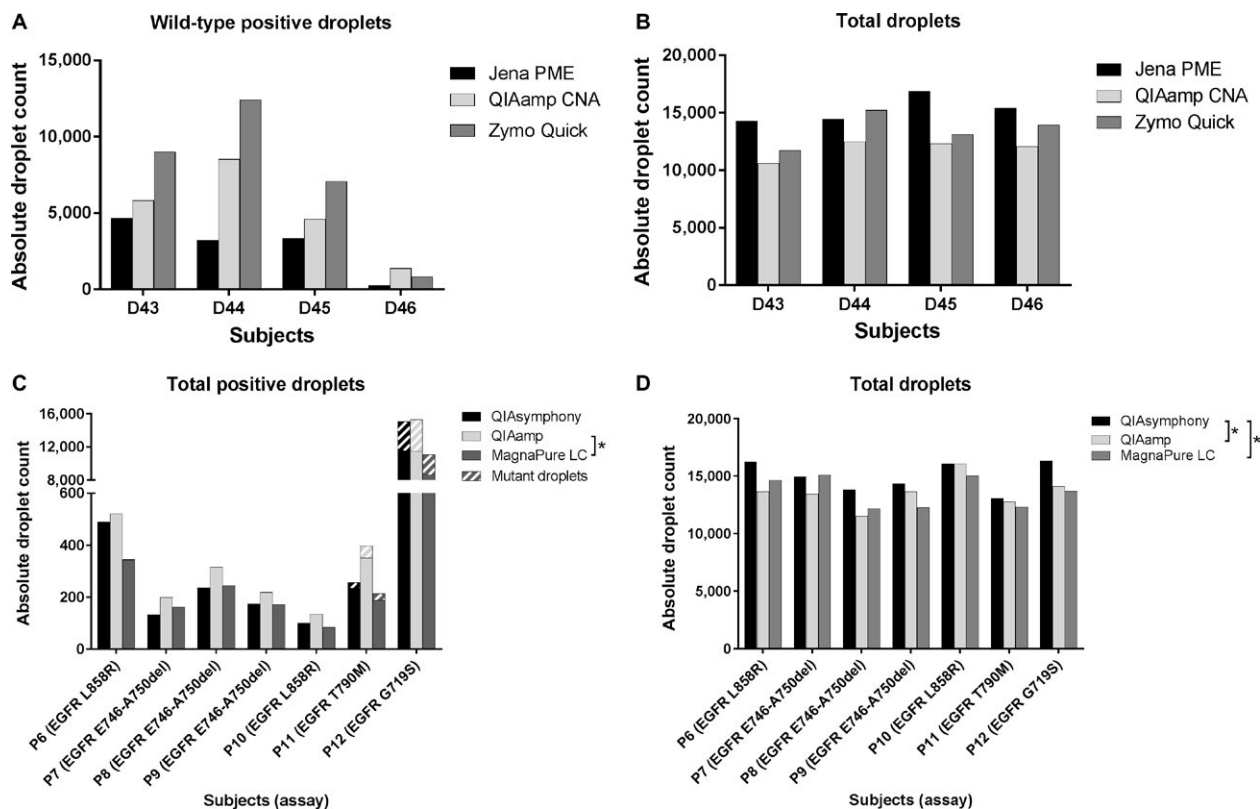 A
Wild-type positive droplets
15,000
10,000
5,000
0
Absolute droplet count
D43 D44 D45 D46
Subjects
Jena PME
QIAamp CNA
Zymo Quick
B
Total droplets
20,000
15,000
10,000
5,000
0
Absolute droplet count
D43 D44 D45 D46
Subjects
Jena PME
QIAamp CNA
Zymo Quick
C
Total positive droplets
16,000
12,000
8,000
600
400
200
0
Absolute droplet count
QIAsymphony
QIAamp
MagnaPure LC
Mutant droplets
*
P6 (EGFR L858R)
P7 (EGFR E746-A750del)
P8 (EGFR E746-A750del)
P9 (EGFR E746-A750del)
P10 (EGFR L858R)
P11 (EGFR T790M)
P12 (EGFR G719S)
Subjects (assay)
D
Total droplets
20,000
15,000
10,000
5,000
0
Absolute droplet count
QIAsymphony
QIAamp
MagnaPure LC
* *
P6 (EGFR L858R)
P7 (EGFR E746-A750del)
P8 (EGFR E746-A750del)
P9 (EGFR E746-A750del)
P10 (EGFR L858R)
P11 (EGFR T790M)
P12 (EGFR G719S)
Subjects (assay)